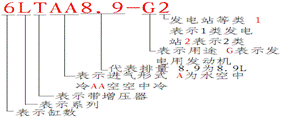 6LTAA8.9-G2
发电站等类 1
表示1类发电
站2表示2类
表示用途 G表示发
电用发动机
代表排量 8.9为8.9L
表示进气形式 A为水空中
冷AA空空中冷
表示带增压器
表示系列
表示缸数